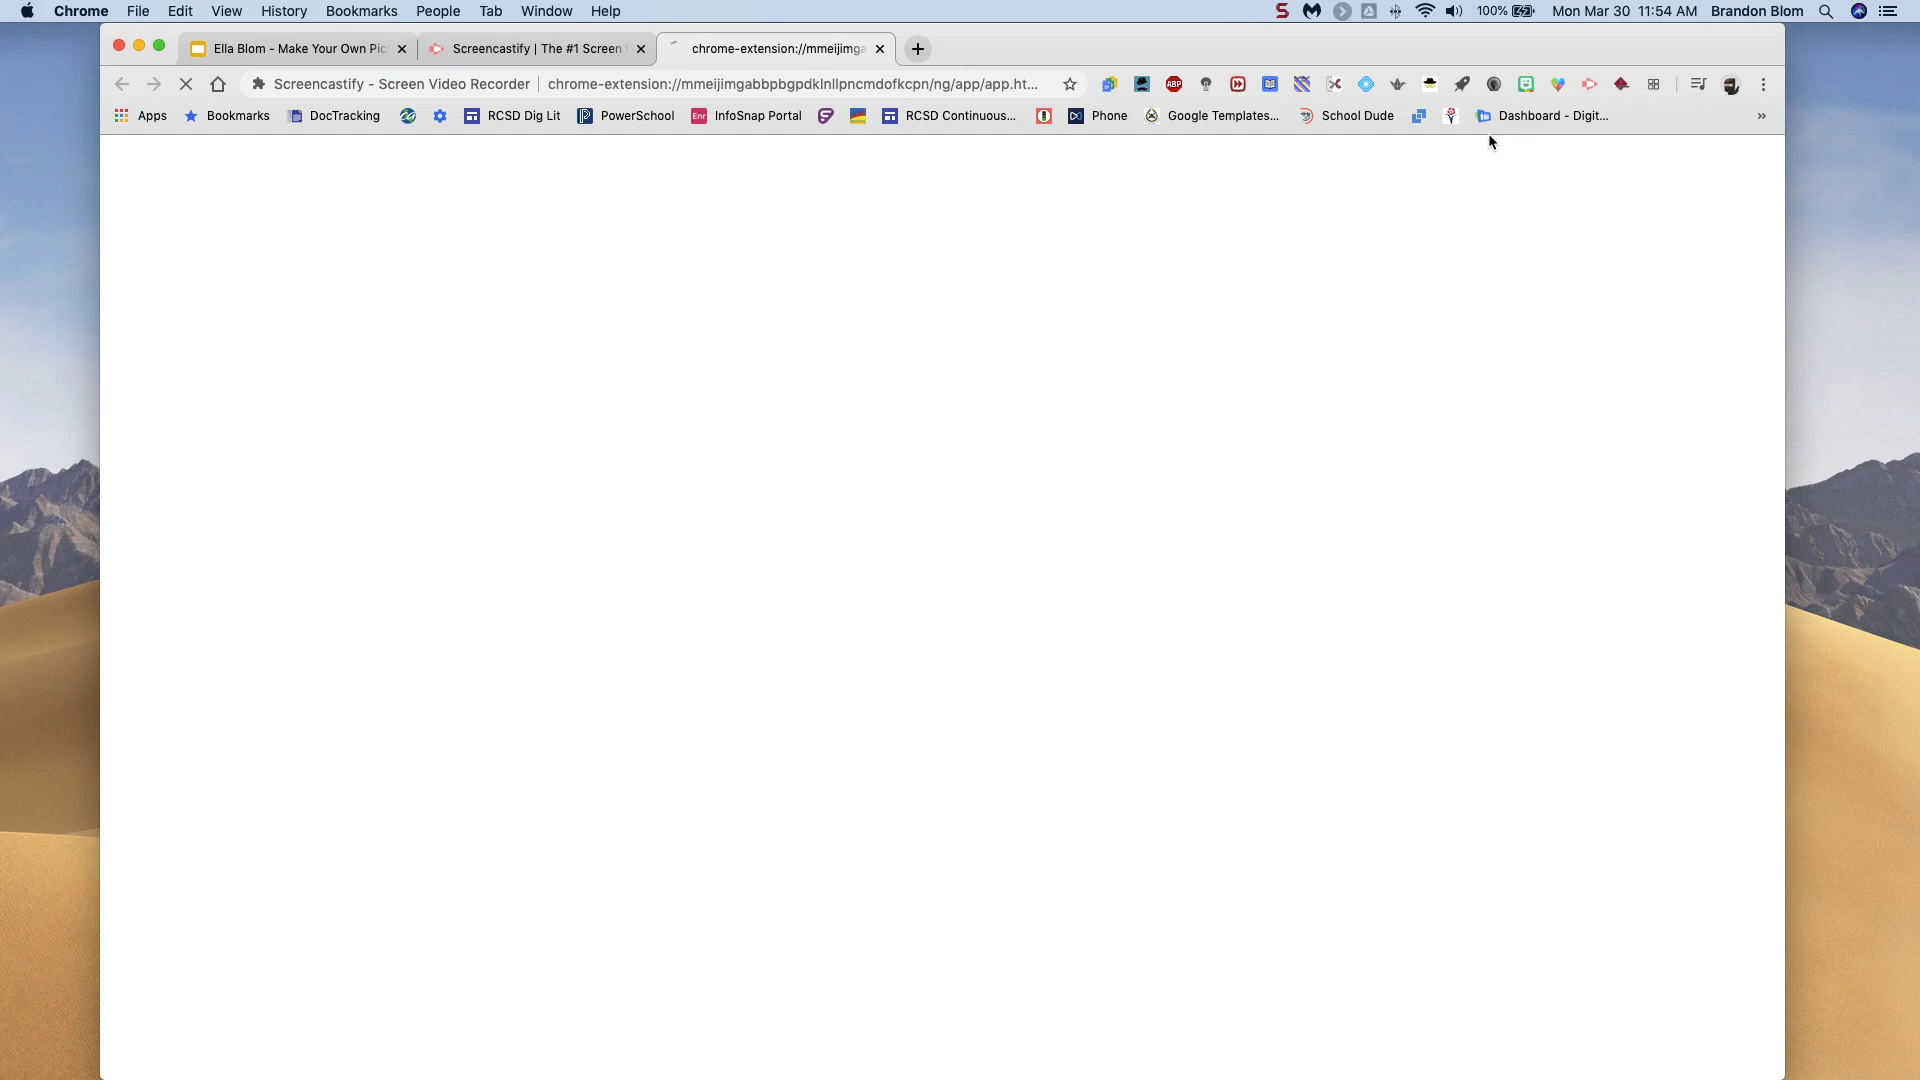 Chrome File Edit View History Bookmarks People Tab Window Help 100% Mon Mar 30 11:54 AM Brandon Blom
Ella Blom - Make Your Own Pic Screencastify | The #1 Screen chrome-extension://mmeijimga
Screencastify - Screen Video Recorder chrome-extension://mmeijimgabbpbgpdklnllpncmdofkcpn/ng/app/app.ht... ABP
Apps Bookmarks DocTracking RCSD Dig Lit PowerSchool Enr InfoSnap Portal RCSD Continuous... Phone Google Templates... School Dude Dashboard - Digit... »